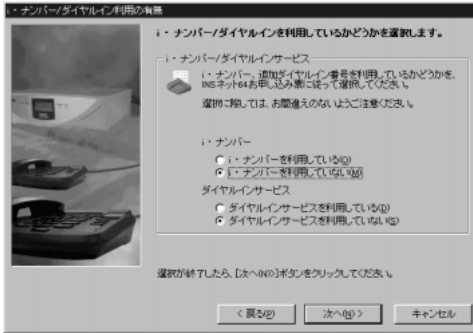 i・ナンバー/ダイヤルイン利用の有無
i・ナンバー/ダイヤルインを利用しているかどうかを選択します。
i・ナンバー/ダイヤルインサービス
i・ナンバー、追加ダイヤルイン番号を利用しているかどうかを、
INSネット64お申し込み票に従って選択してください。
選択に際しては、お間違えのないようご注意ください。
i・ナンバー
i・ナンバーを利用している(O)
i・ナンバーを利用していない(M)
ダイヤルインサービス
ダイヤルインサービスを利用している(D)
ダイヤルインサービスを利用していない(S)
選択が終了したら、[次へ(N)]ボタンをクリックしてください。
< 戻る(B)
次へ(N) >
キャンセル